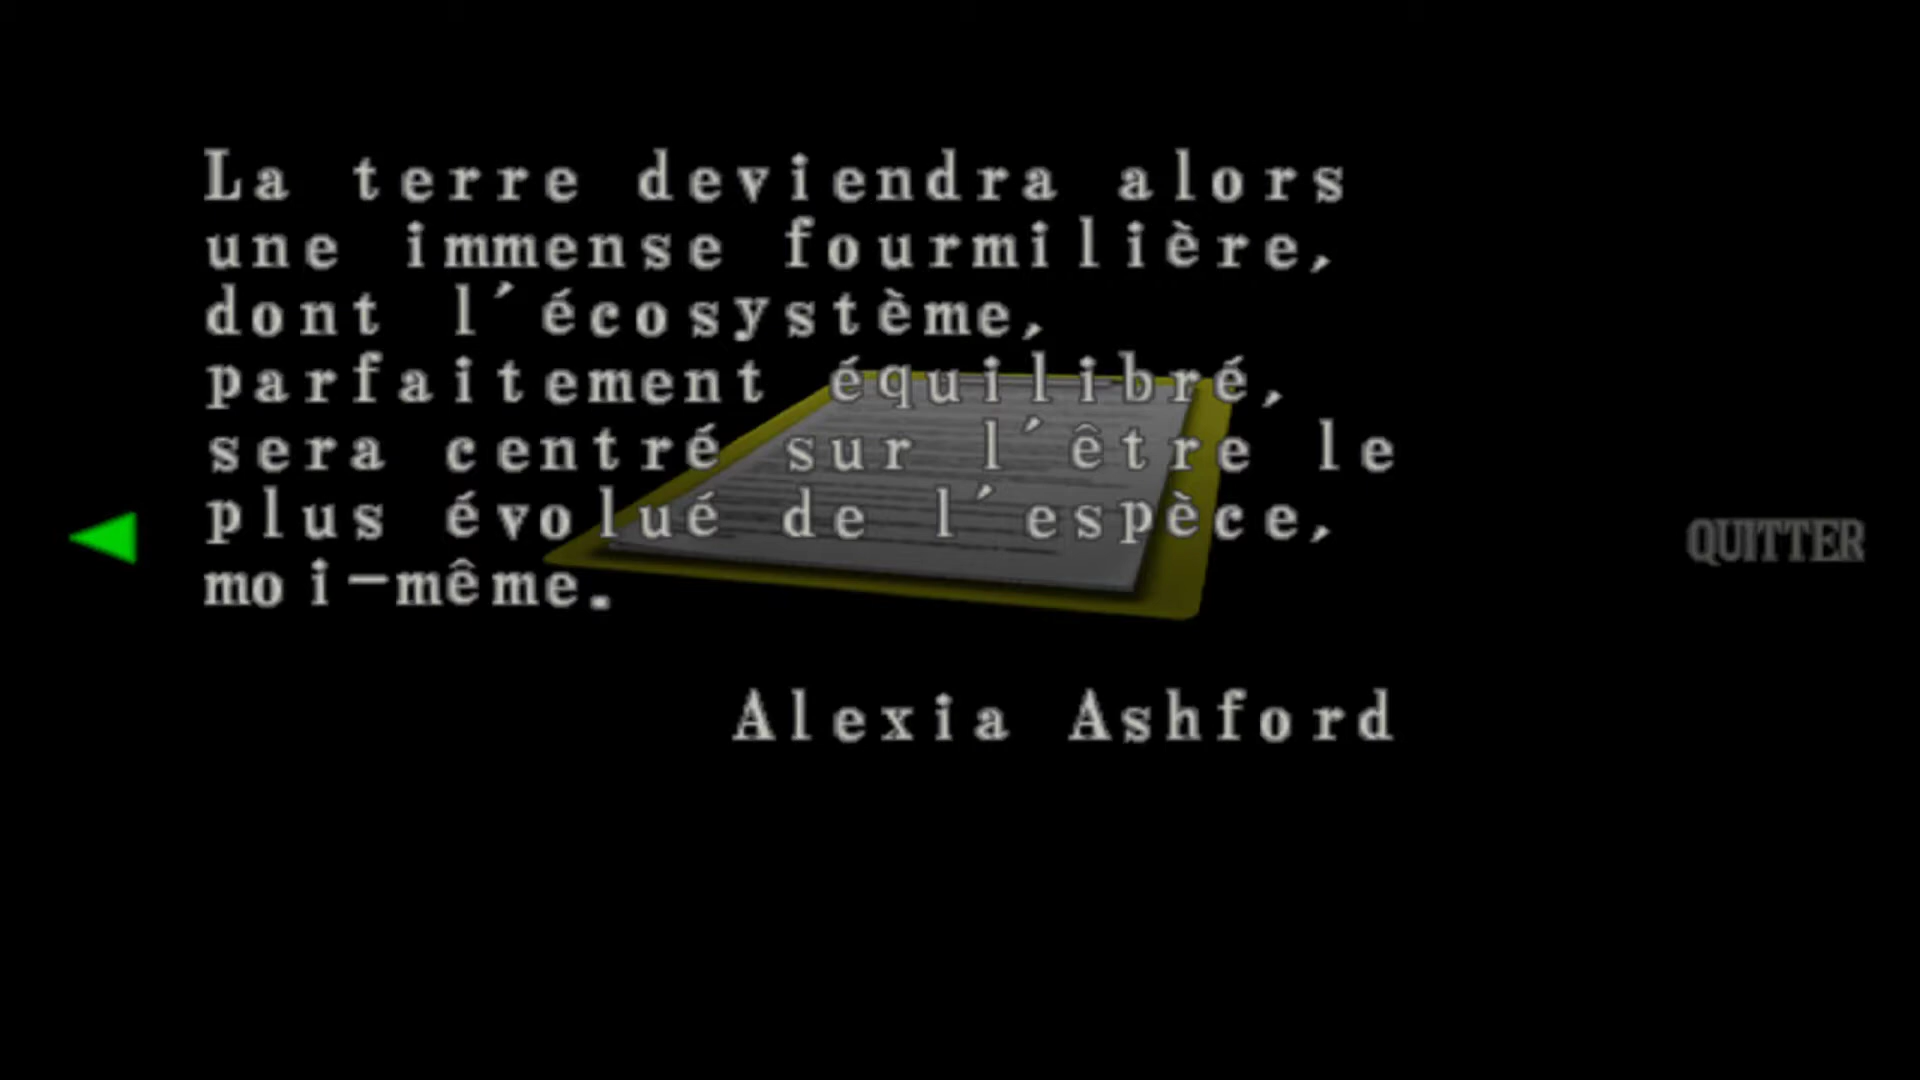 La terre deviendra alors
une immense fourmilière,
dont l´écosystème,
parfaitement équilibré,
sera centré sur l´être le
plus évolué de l´espèce,
moi-même.
Alexia Ashford
QUITTER